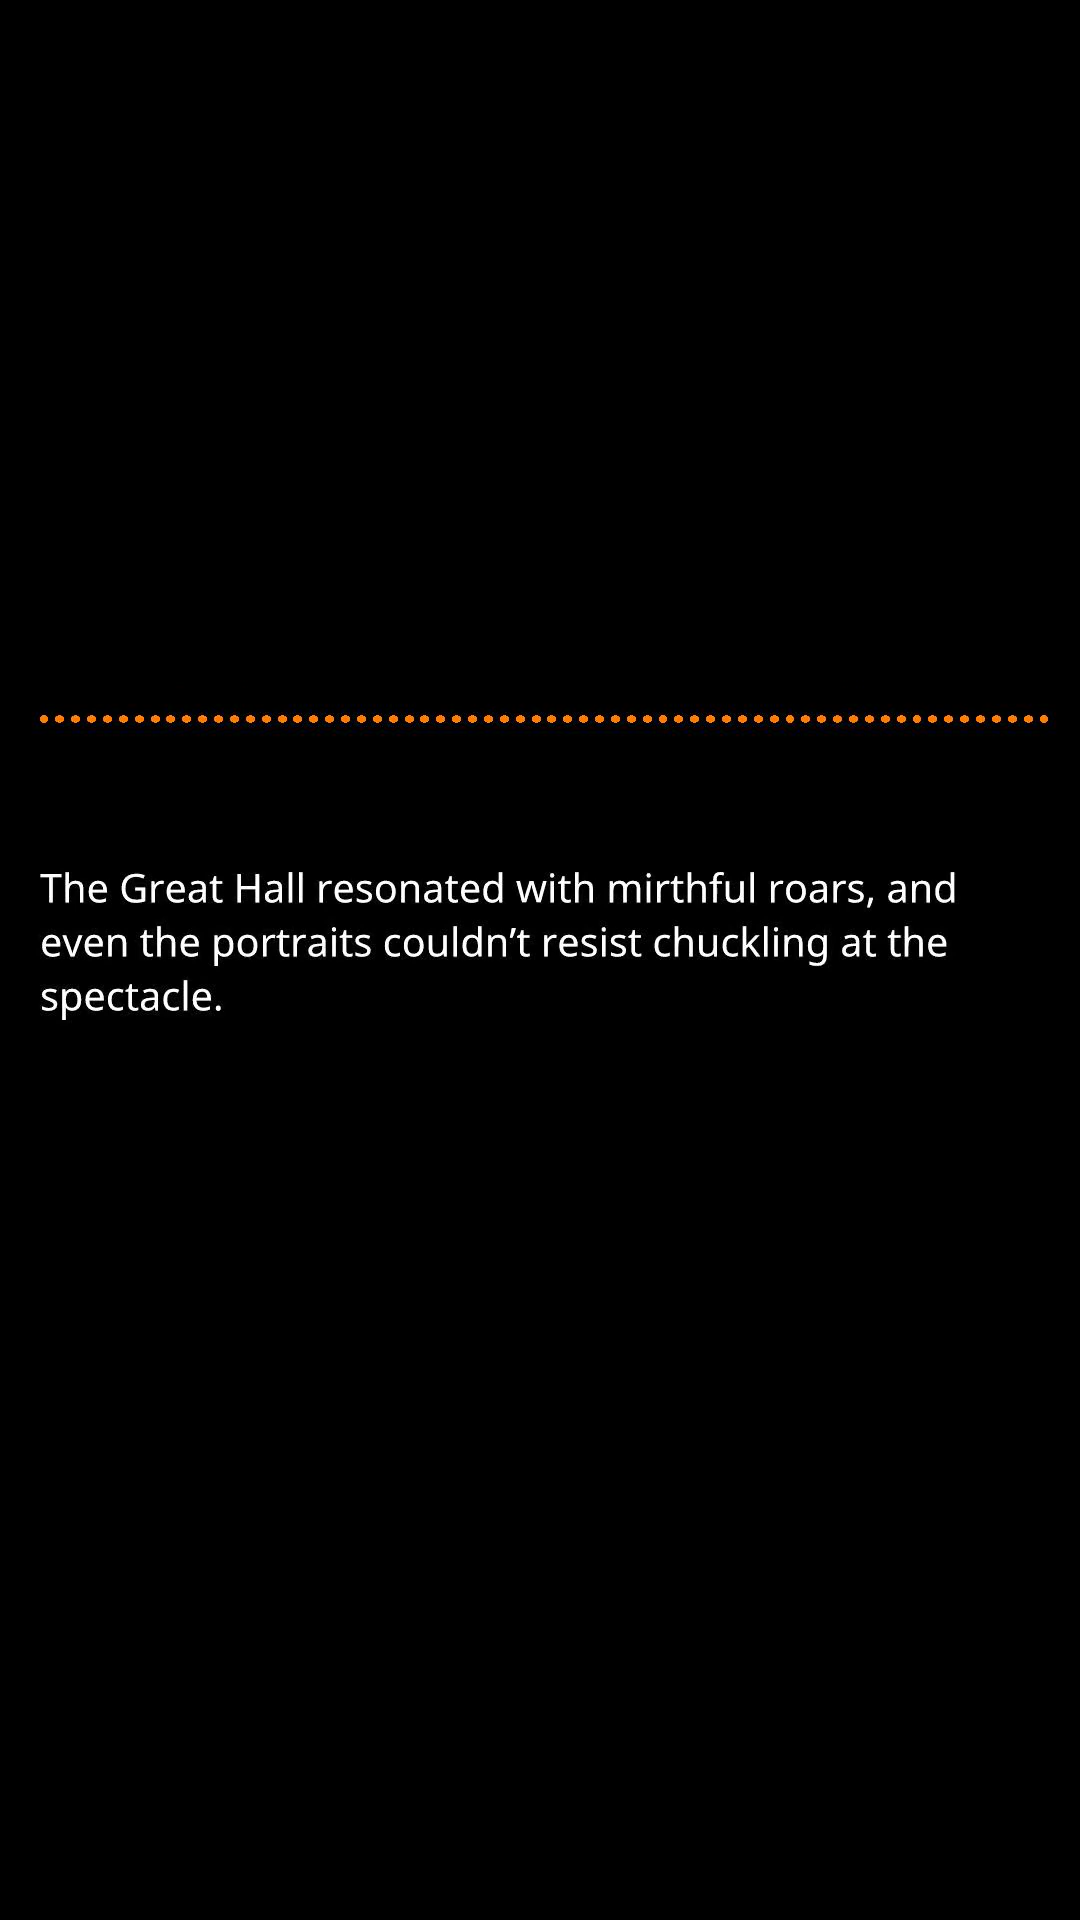 The Great Hall resonated with mirthful roars, and
even the portraits couldn’t resist chuckling at the
spectacle.